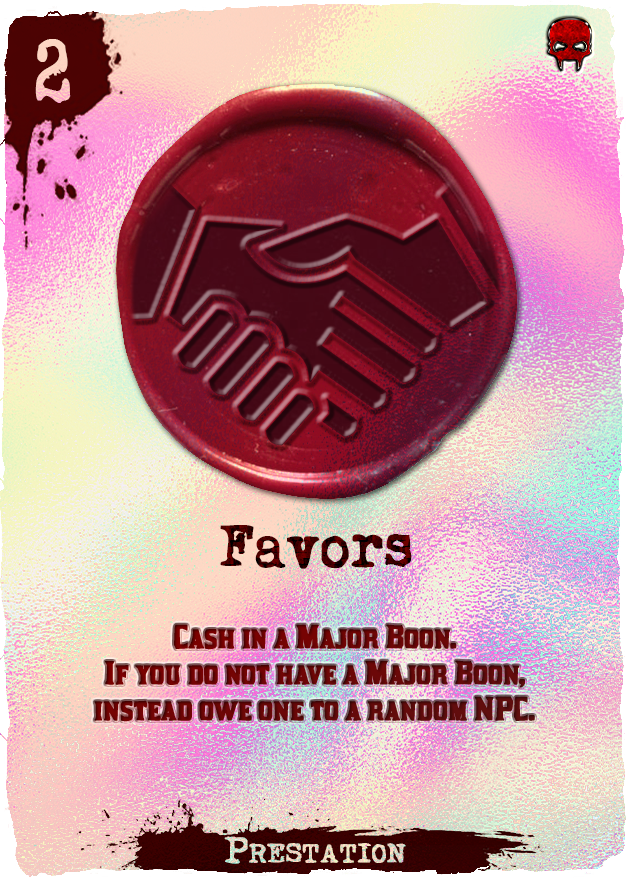 2
Favors
Cash in a Major Boon.
If you do not have a Major Boon,
instead owe one to a random NPC.
Prestation